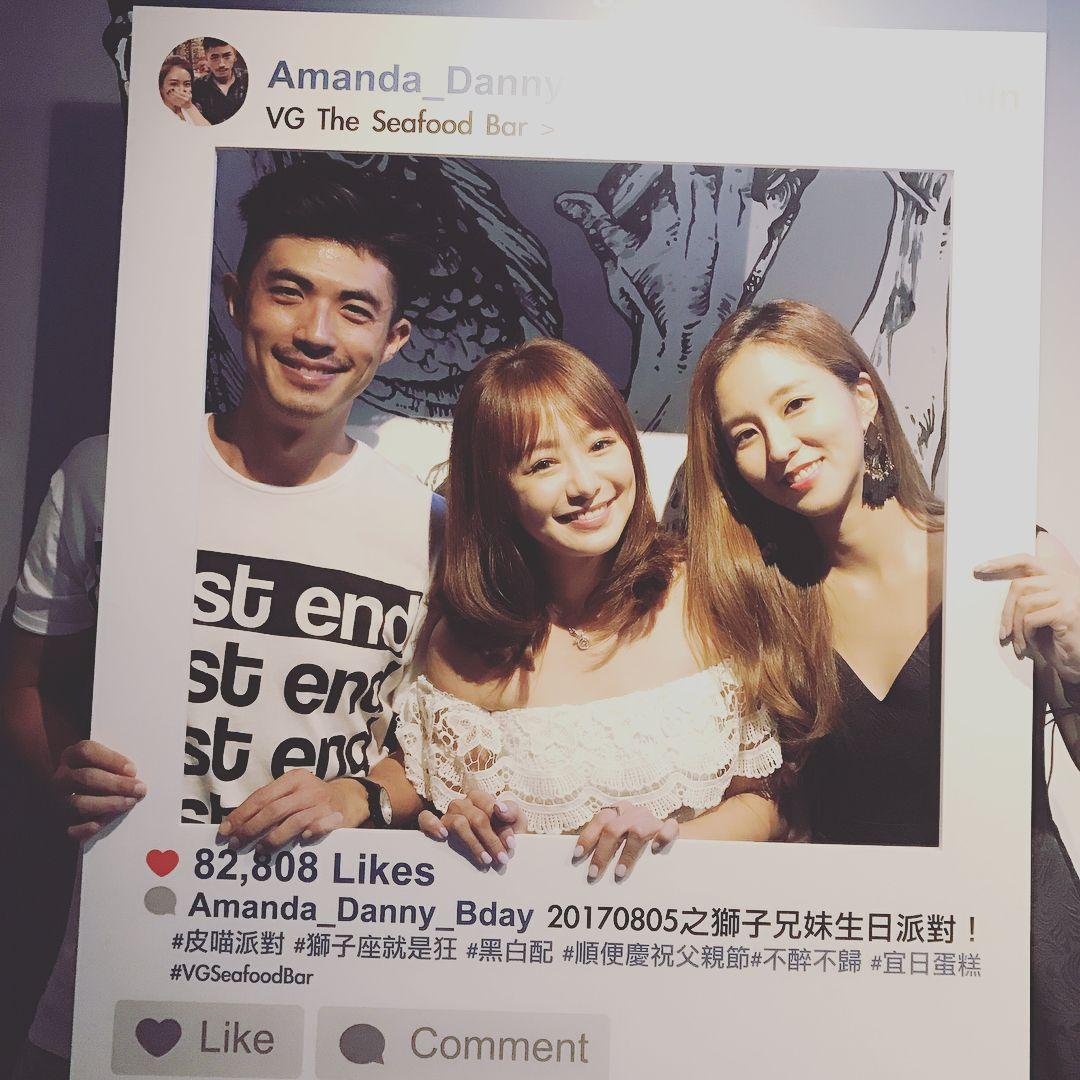 Amanda_Danny
VG The Seafood Bar >
st end
st end
st end
82,808 Likes
Amanda_Danny_Bday 20170805之獅子兄妹生日派對！
#皮喵派對 #獅子座就是狂 #黑白配 #順便慶祝父親節#不醉不歸 #宜日蛋糕
#VGSeafoodBar
Like
Comment